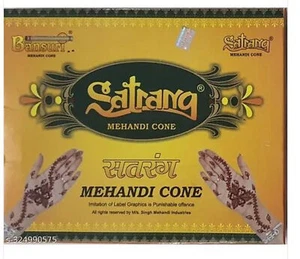 Bansuri®
MEHANDI CONE
Satrang®
MEHANDI CONE
Satrang®
MEHANDI CONE
सतरंग
MEHANDI CONE
Imitation of Label Graphics is Punishable offence
All rights reserved by M/s. Singh Mehandi Industries
324990575